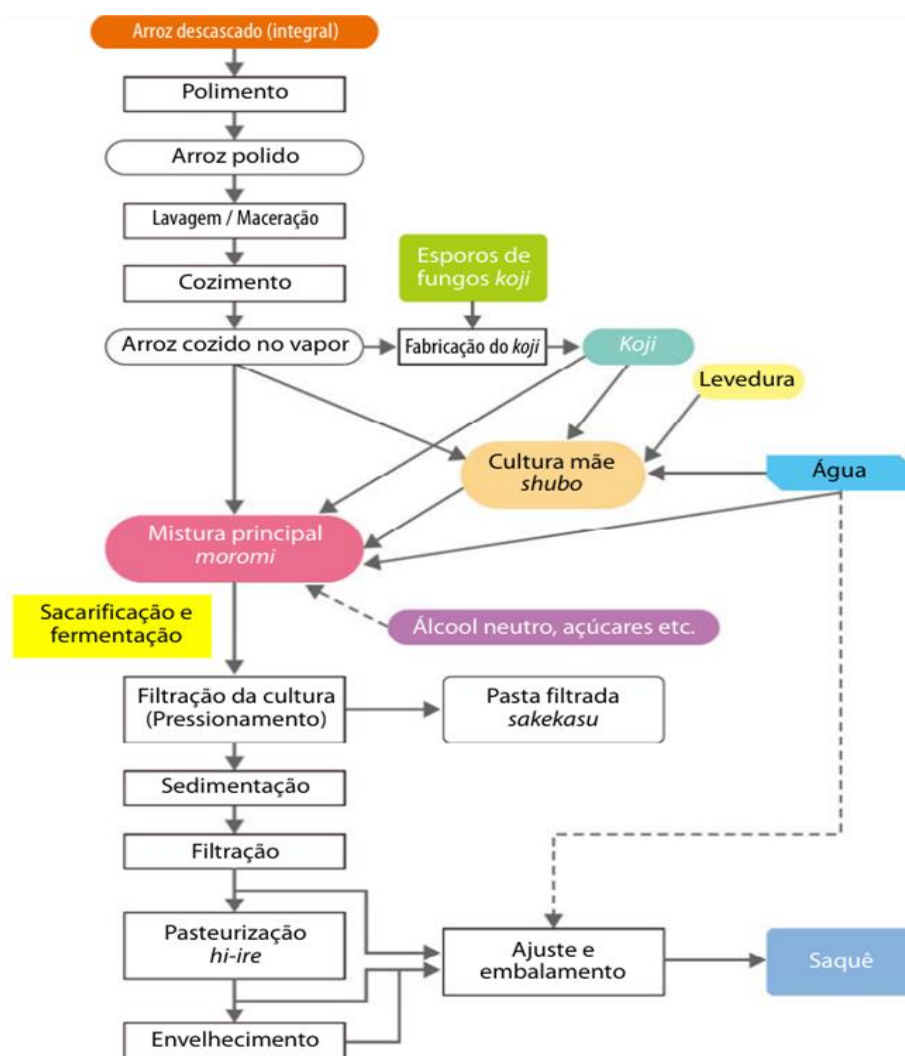 Arroz descascado (integral)
Polimento
Arroz polido
Lavagem / Maceração
Cozimento
Esporos de
fungos koji
Arroz cozido no vapor
Fabricação do koji
Koji
Levedura
Cultura mãe
shubo
Água
Mistura principal
moromi
Sacarificação e
fermentação
Álcool neutro, açúcares etc.
Filtração da cultura
(Pressionamento)
Pasta filtrada
sakekasu
Sedimentação
Filtração
Pasteurização
hi-ire
Ajuste e
embalamento
Saquê
Envelhecimento